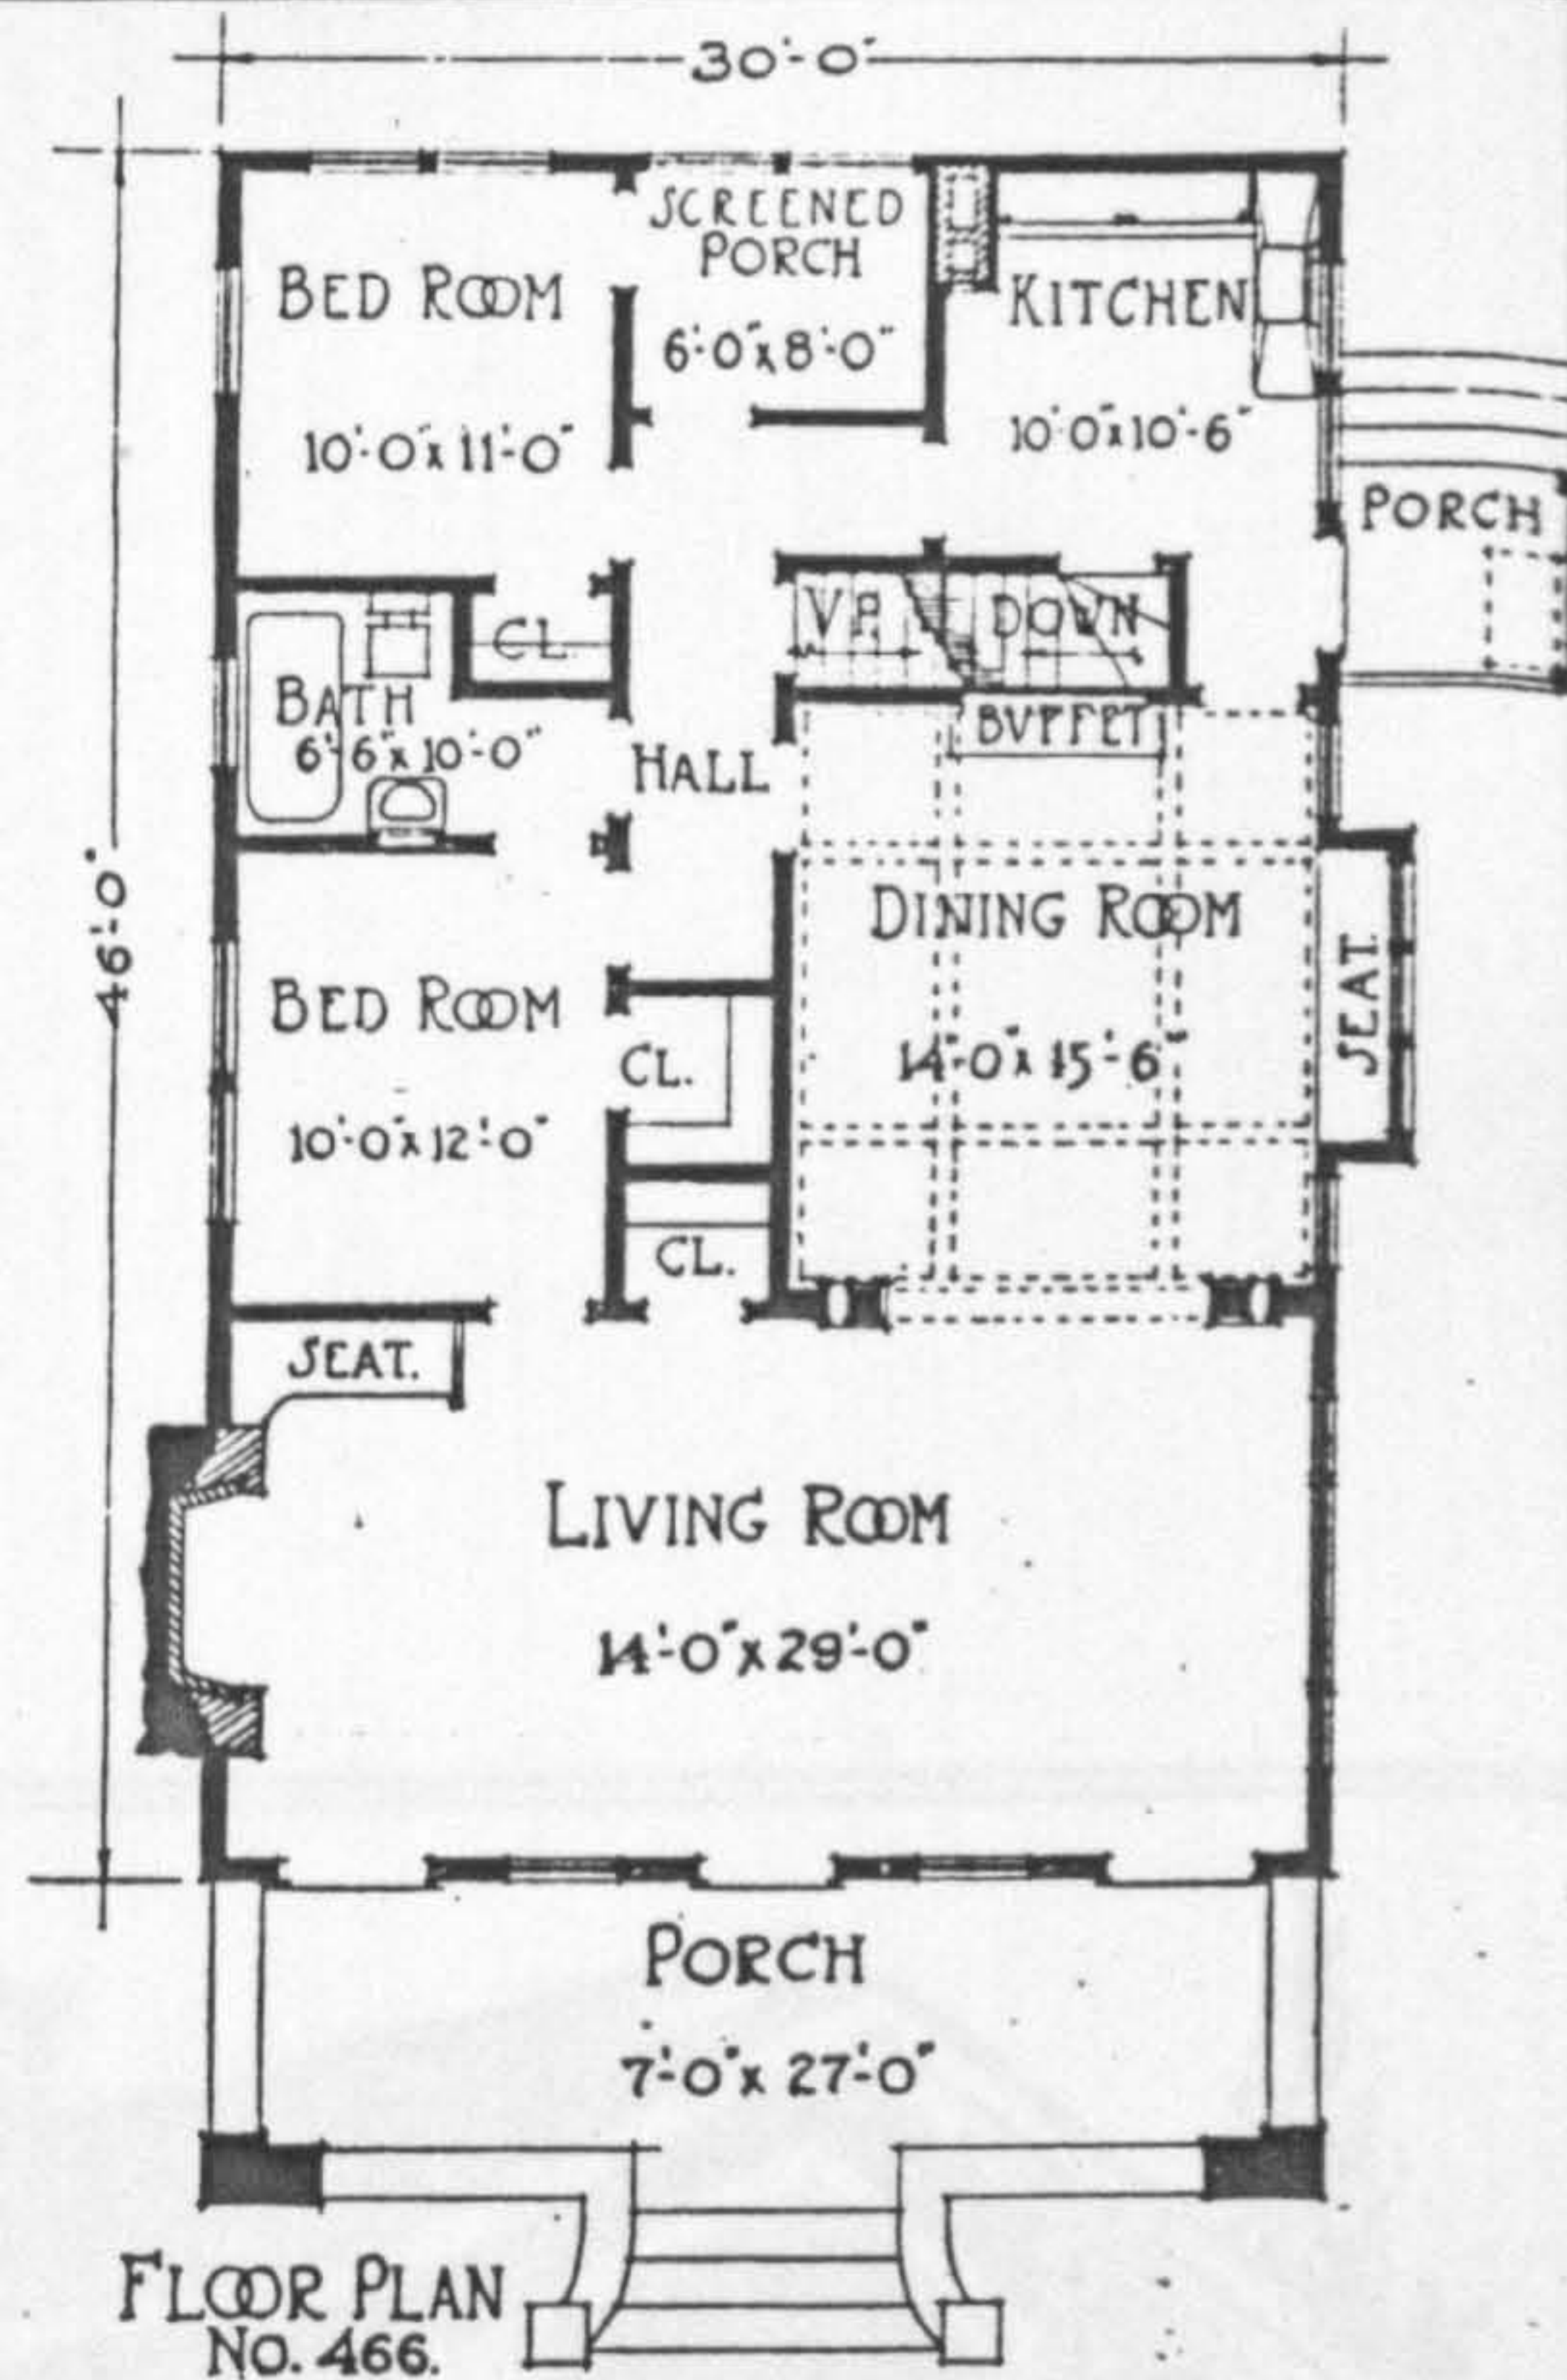 30'-0"
SCREENED
PORCH
6'-0"x8'-0"
BED ROOM
10'-0"x11'-0"
KITCHEN
10'0"x10'-6"
PORCH
UP.
DOWN
CL.
BATH
6'-6"x10'-0"
HALL
BUFFET
46'-0"
DINING ROOM
14'-0"x15'-6"
SEAT.
BED ROOM
10'-0"x12'-0"
CL.
CL.
SEAT.
LIVING ROOM
14'-0"x29'-0"
PORCH
7'-0"x27'-0"
FLOOR PLAN
NO. 466.